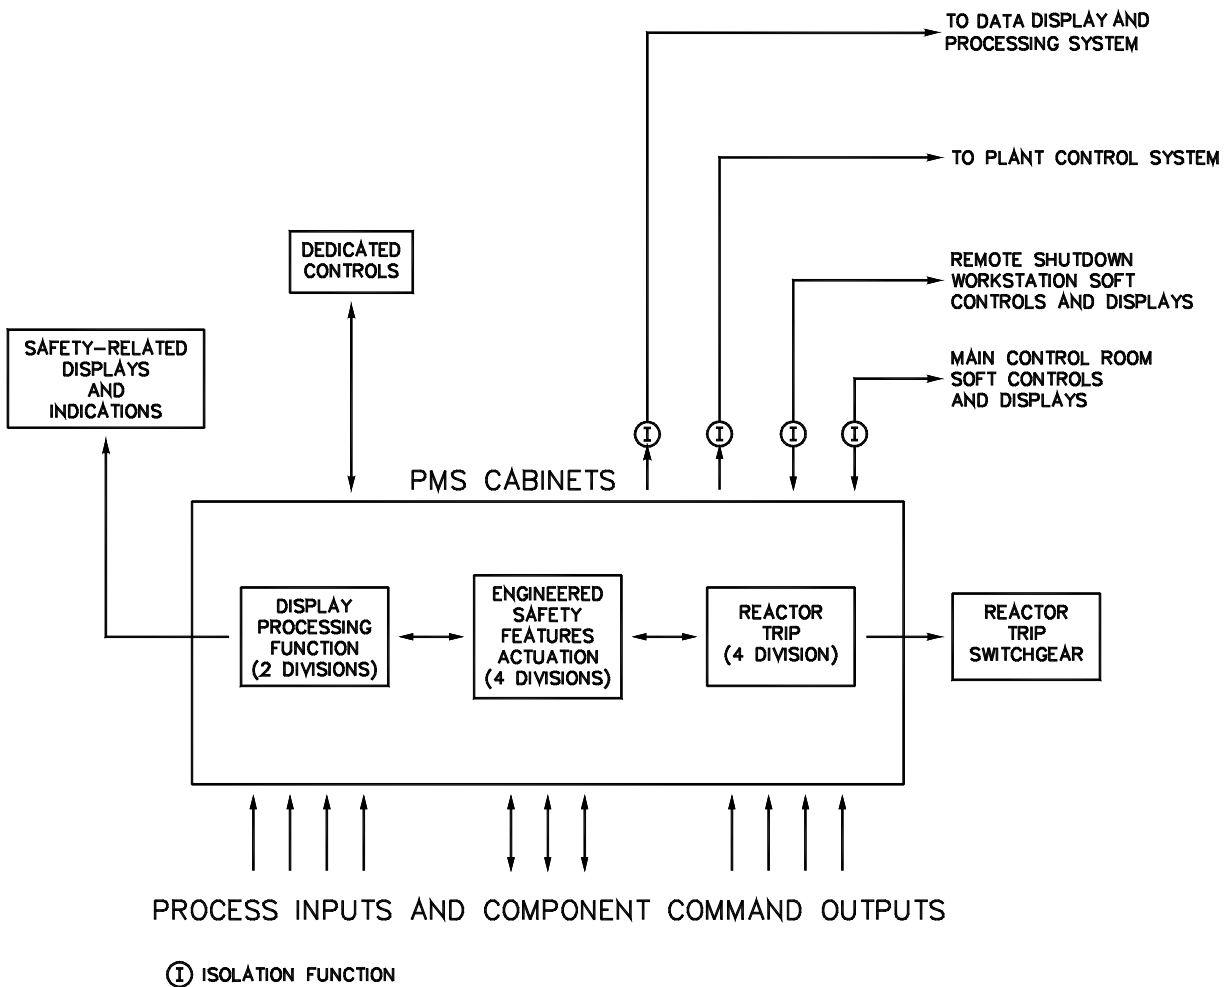 TO DATA DISPLAY AND
PROCESSING SYSTEM
TO PLANT CONTROL SYSTEM
DEDICATED
CONTROLS
REMOTE SHUTDOWN
WORKSTATION SOFT
CONTROLS AND DISPLAYS
SAFETY-RELATED
DISPLAYS
AND
INDICATIONS
MAIN CONTROL ROOM
SOFT CONTROLS
AND DISPLAYS
I
I
I
I
PMS CABINETS
DISPLAY
PROCESSING
FUNCTION
(2 DIVISIONS)
ENGINEERED
SAFETY
FEATURES
ACTUATION
(4 DIVISIONS)
REACTOR
TRIP
(4 DIVISION)
REACTOR
TRIP
SWITCHGEAR
PROCESS INPUTS AND COMPONENT COMMAND OUTPUTS
I ISOLATION FUNCTION